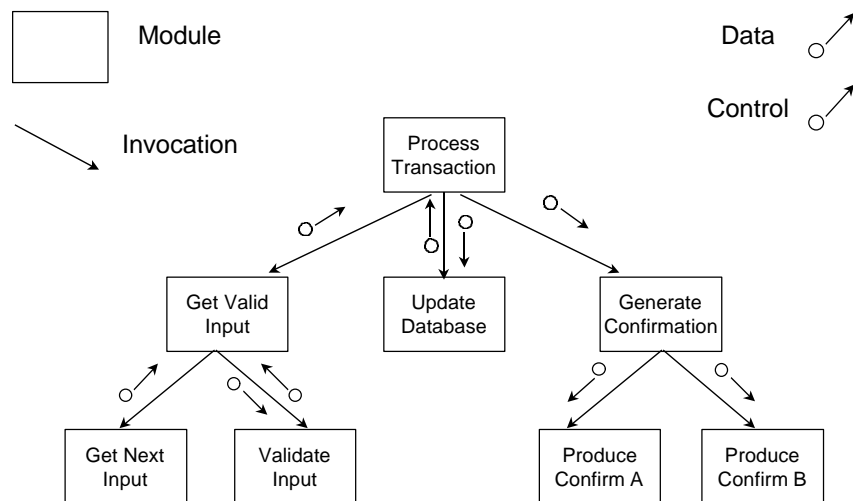 Module
Data
Control
Invocation
Process
Transaction
Get Valid
Input
Update
Database
Generate
Confirmation
Get Next
Input
Validate
Input
Produce
Confirm A
Produce
Confirm B